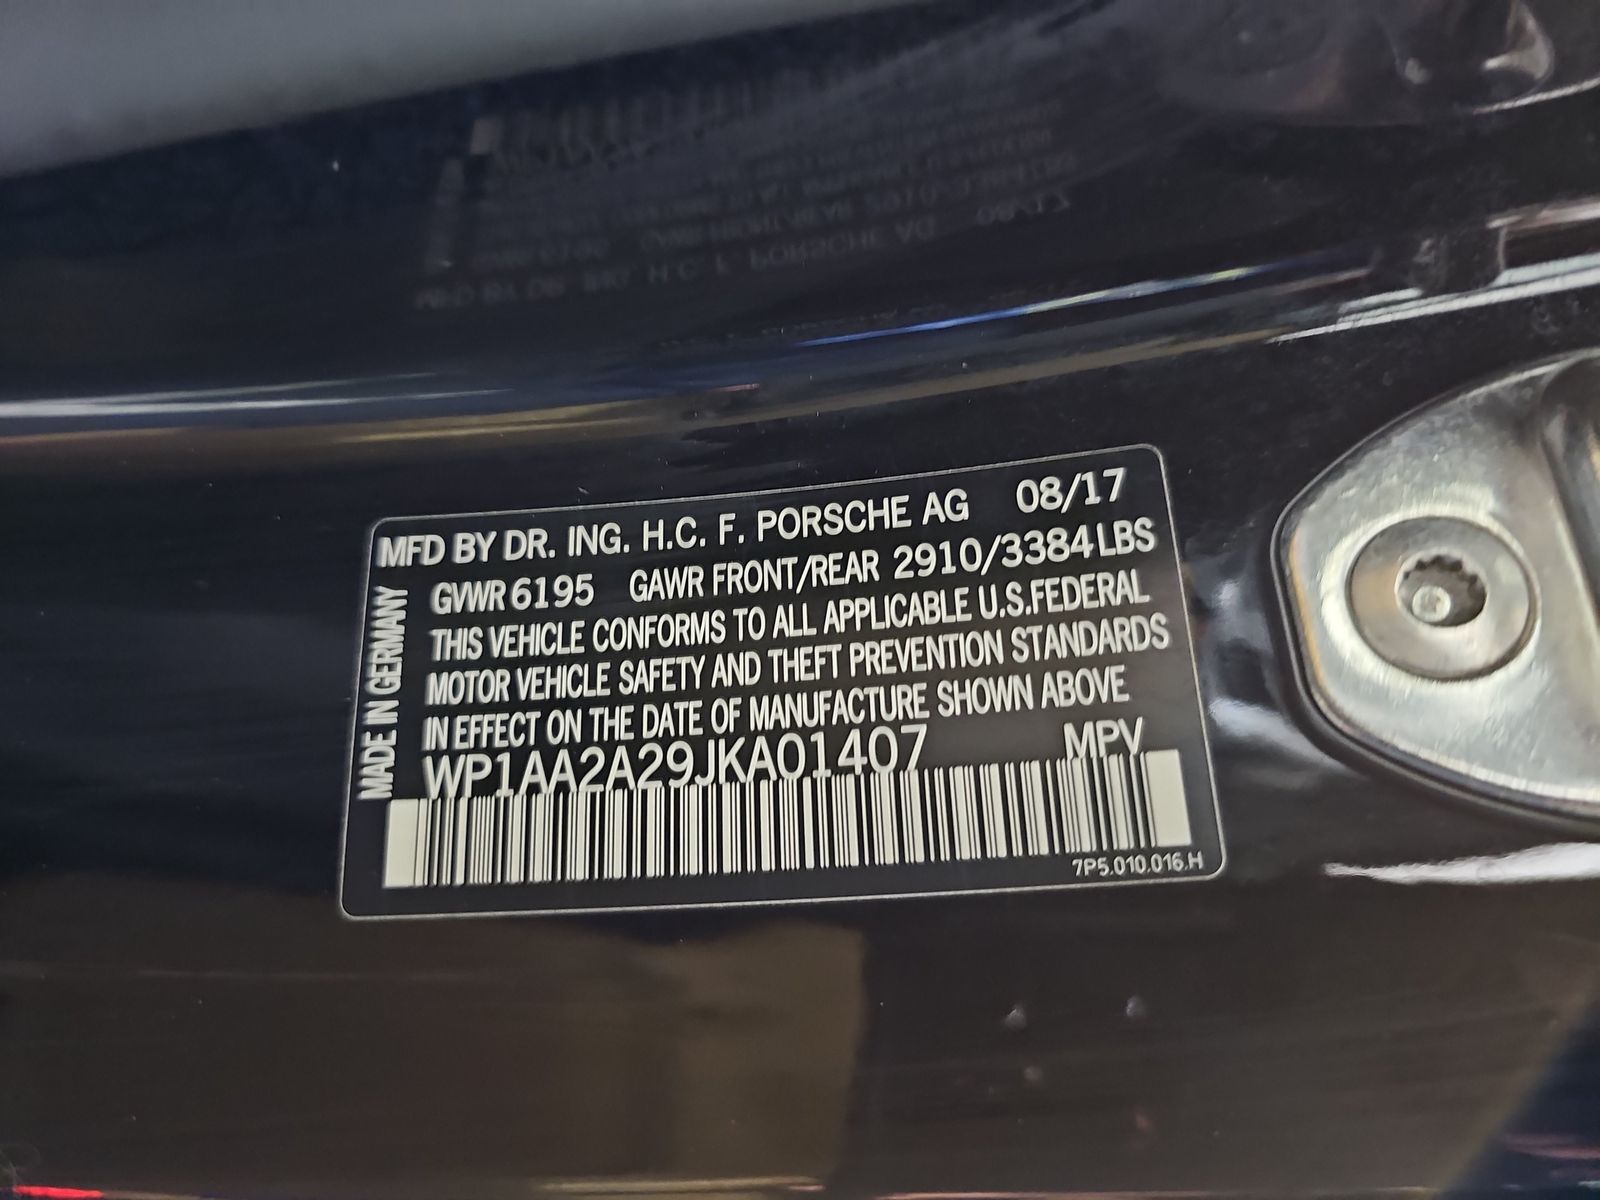 MFD BY DR. ING. H.C. F. PORSCHE AG 08/17
GVWR 6195 GAWR FRONT/REAR 2910/3384 LBS
THIS VEHICLE CONFORMS TO ALL APPLICABLE U.S.FEDERAL
MOTOR VEHICLE SAFETY AND THEFT PREVENTION STANDARDS
IN EFFECT ON THE DATE OF MANUFACTURE SHOWN ABOVE
WP1AA2A29JKA01407 MPV
7P5.010.016.H
MADE IN GERMANY